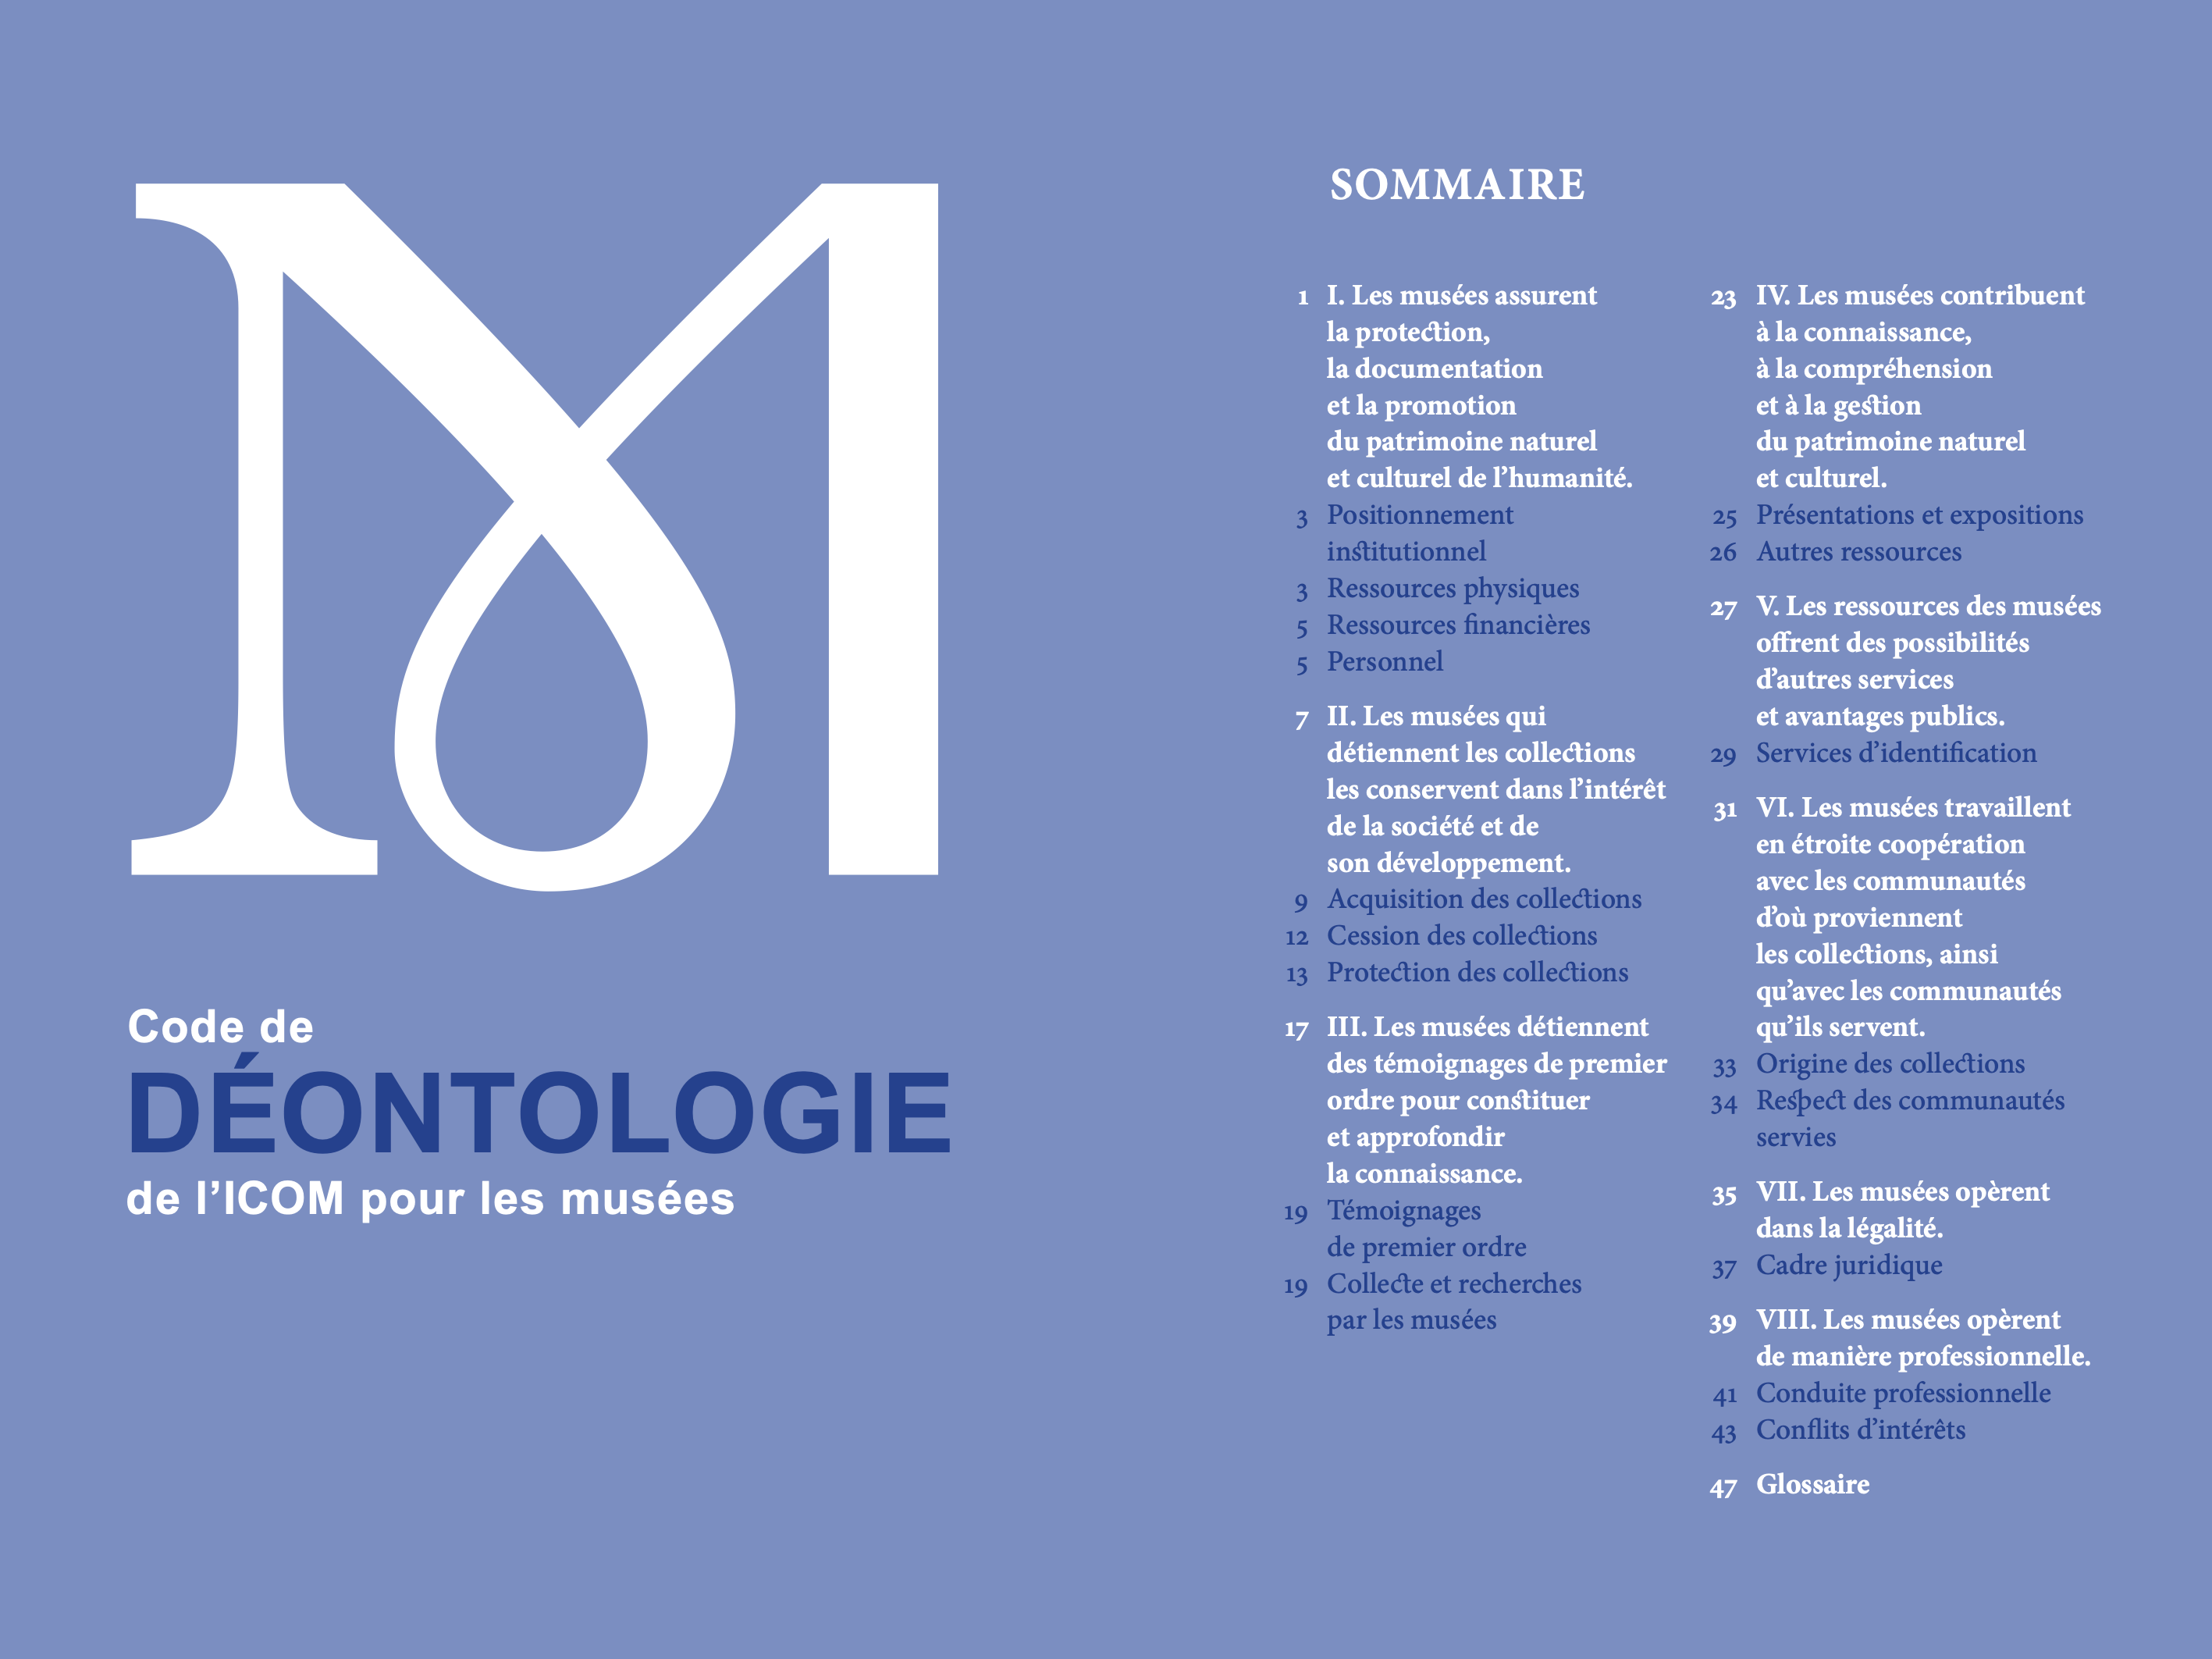 M
Code de
DÉONTOLOGIE
de l’ICOM pour les musées
SOMMAIRE
1 I. Les musées assurent
la protection,
la documentation
et la promotion
du patrimoine naturel
et culturel de l’humanité.
3 Positionnement
institutionnel
3 Ressources physiques
5 Ressources financières
5 Personnel
7 II. Les musées qui
détiennent les collections
les conservent dans l’intérêt
de la société et de
son développement.
9 Acquisition des collections
12 Cession des collections
13 Protection des collections
17 III. Les musées détiennent
des témoignages de premier
ordre pour constituer
et approfondir
la connaissance.
19 Témoignages
de premier ordre
19 Collecte et recherches
par les musées
23 IV. Les musées contribuent
à la connaissance,
à la compréhension
et à la gestion
du patrimoine naturel
et culturel.
25 Présentations et expositions
26 Autres ressources
27 V. Les ressources des musées
offrent des possibilités
d’autres services
et avantages publics.
29 Services d’identification
31 VI. Les musées travaillent
en étroite coopération
avec les communautés
d’où proviennent
les collections, ainsi
qu’avec les communautés
qu’ils servent.
33 Origine des collections
34 Respect des communautés
servies
35 VII. Les musées opèrent
dans la légalité.
37 Cadre juridique
39 VIII. Les musées opèrent
de manière professionnelle.
41 Conduite professionnelle
43 Conflits d’intérêts
47 Glossaire